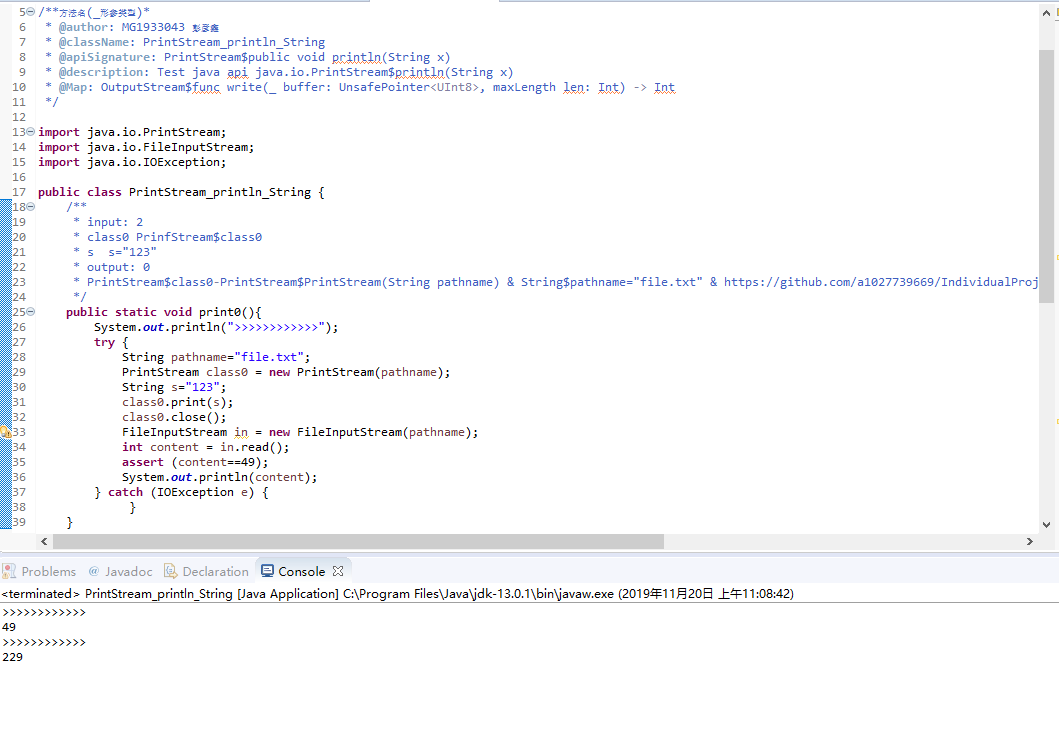 5 /**方法名(_形参类型)*
6 * @author: MG1933043 彭彦鑫
7 * @className: PrintStream_println_String
8 * @apiSignature: PrintStream$public void println(String x)
9 * @description: Test java api java.io.PrintStream$println(String x)
10 * @Map: OutputStream$func write(_ buffer: UnsafePointer<UInt8>, maxLength len: Int) -> Int
11 */
12
13 import java.io.PrintStream;
14 import java.io.FileInputStream;
15 import java.io.IOException;
16
17 public class PrintStream_println_String {
18 /**
19 * input: 2
20 * class0 PrinfStream$class0
21 * s  s="123"
22 * output: 0
23 * PrintStream$class0-PrintStream$PrintStream(String pathname) & String$pathname="file.txt" & https://github.com/a1027739669/IndividualProj
24 */
25 public static void print0(){
26 System.out.println(">>>>>>>>>>>>");
27 try {
28 String pathname="file.txt";
29 PrintStream class0 = new PrintStream(pathname);
30 String s="123";
31 class0.print(s);
32 class0.close();
33 FileInputStream in = new FileInputStream(pathname);
34 int content = in.read();
35 assert (content==49);
36 System.out.println(content);
37 } catch (IOException e) {
38 }
39 }
Problems @ Javadoc Declaration Console
<terminated> PrintStream_println_String [Java Application] C:\Program Files\Java\jdk-13.0.1\bin\javaw.exe (2019年11月20日 上午11:08:42)
>>>>>>>>>>>>
49
>>>>>>>>>>>>
229